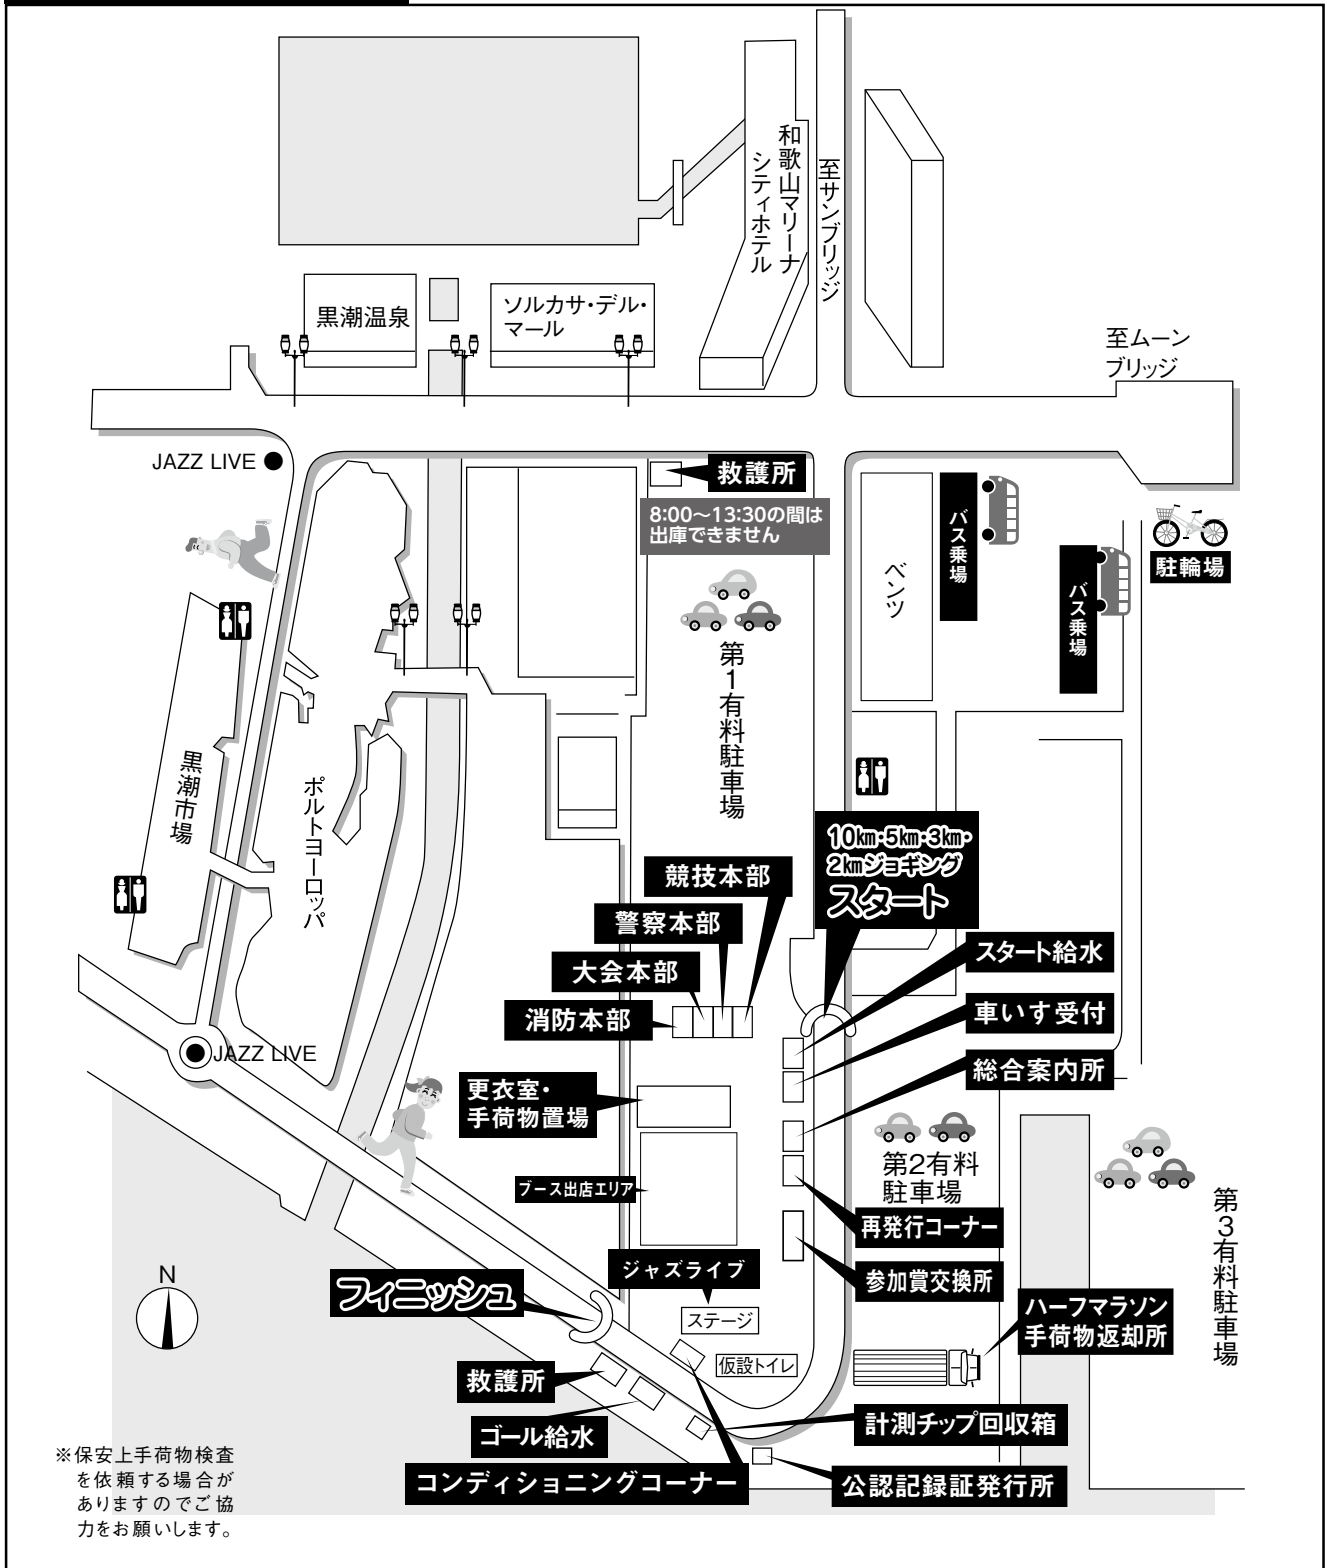 和歌山マリーナ
シティホテル
至サンブリッジ
黒潮温泉
ソルカサ・デル・
マール
至ムーン
ブリッジ
JAZZ LIVE
救護所
8:00〜13:30の間は
出庫できません
バス乗場
バス乗場
駐輪場
ベンツ
第1有料駐車場
黒潮市場
ポルトヨーロッパ
10km・5km・3km・
2kmジョギング
スタート
競技本部
警察本部
大会本部
消防本部
スタート給水
車いす受付
総合案内所
JAZZ LIVE
更衣室・
手荷物置場
ブース出店エリア
第2有料
駐車場
第3有料駐車場
再発行コーナー
参加賞交換所
ジャズライブ
ステージ
仮設トイレ
フィニッシュ
ハーフマラソン
手荷物返却所
N
救護所
ゴール給水
コンディショニングコーナー
計測チップ回収箱
公認記録証発行所
※保安上手荷物検査
を依頼する場合が
ありますのでご協
力をお願いします。